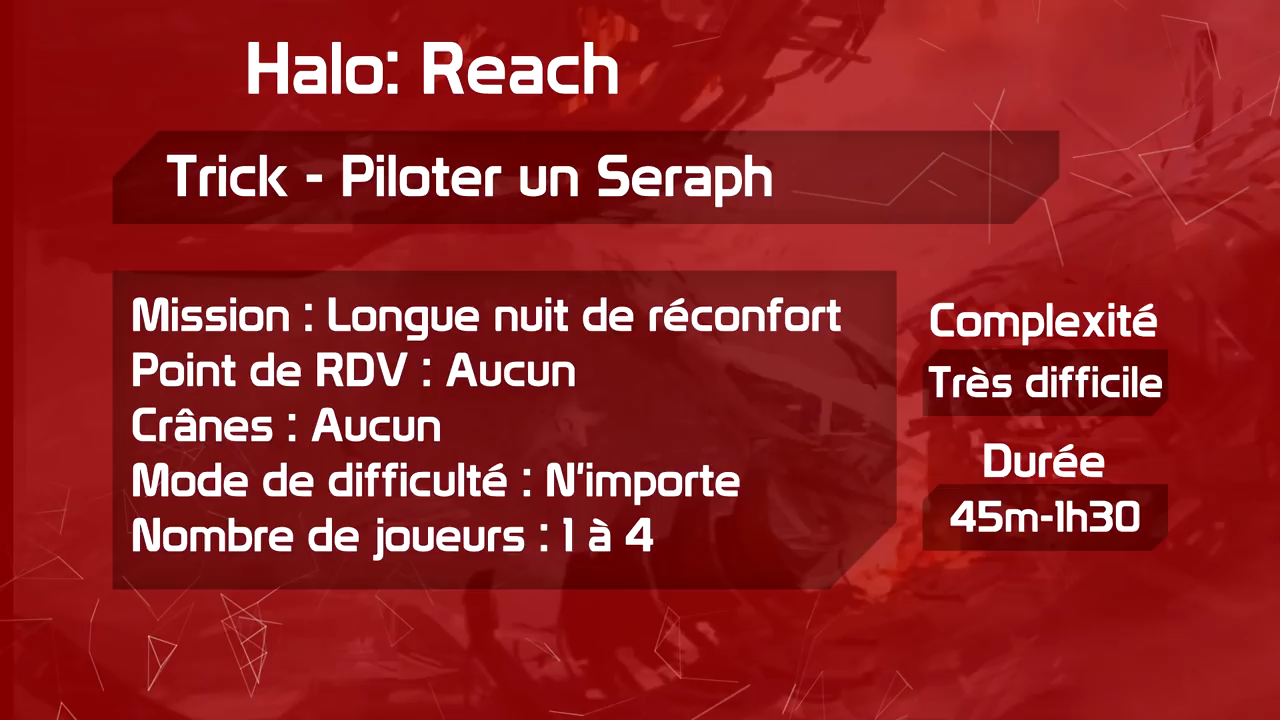 Halo: Reach
Trick - Piloter un Seraph
Mission : Longue nuit de réconfort
Point de RDV : Aucun
Crânes : Aucun
Mode de difficulté : N'importe
Nombre de joueurs : 1 à 4
Complexité
Très difficile
Durée
45m-1h30